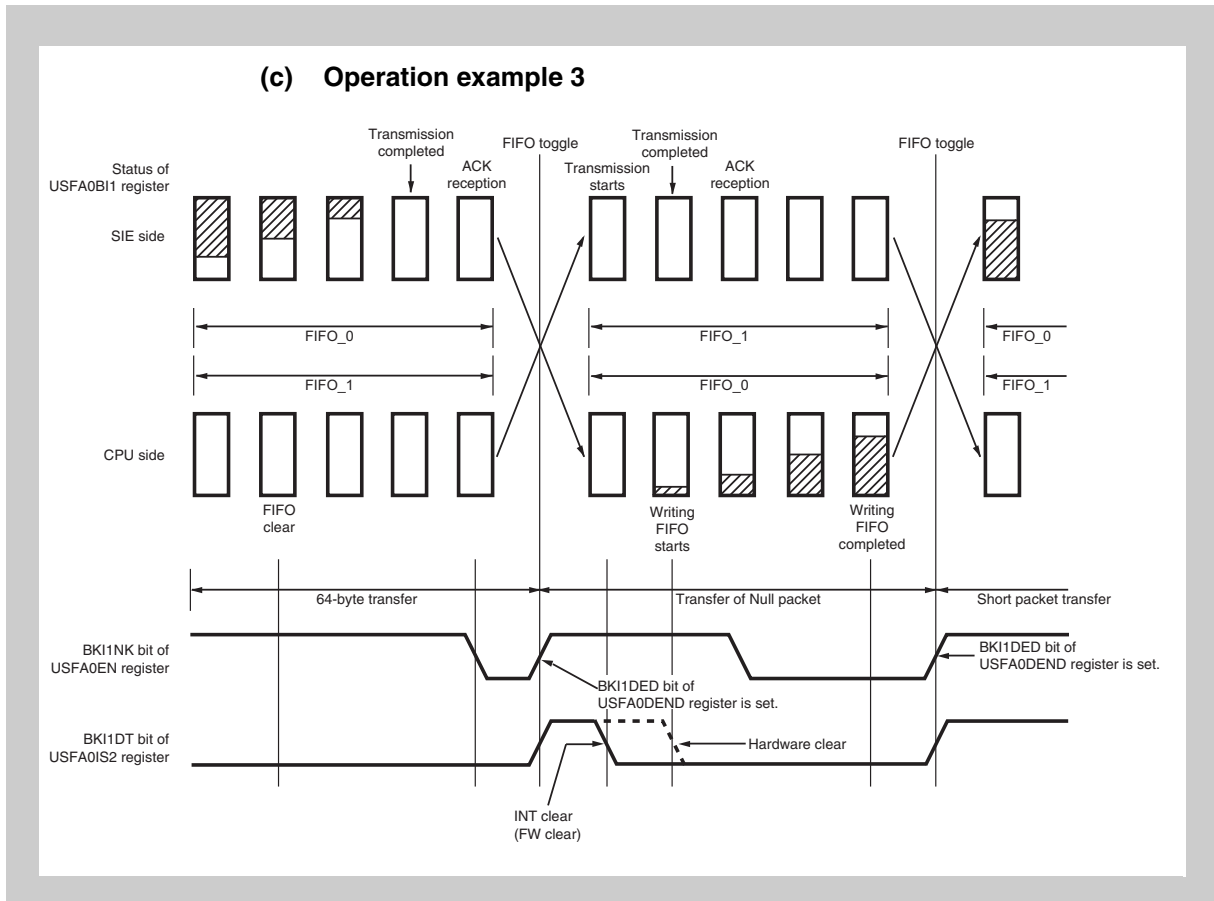 (c) Operation example 3
Transmission
completed
FIFO toggle
Transmission
completed
FIFO toggle
Status of
USFA0BI1 register
ACK
reception
Transmission
starts
ACK
reception
SIE side
FIFO_0
FIFO_1
FIFO_0
FIFO_1
FIFO_0
FIFO_1
CPU side
FIFO
clear
Writing
FIFO
starts
Writing
FIFO
completed
64-byte transfer
Transfer of Null packet
Short packet transfer
BKI1NK bit of
USFA0EN register
BKI1DED bit of
USFA0DEND register is set.
BKI1DED bit of
USFA0DEND register is set.
BKI1DT bit of
USFA0IS2 register
Hardware clear
INT clear
(FW clear)